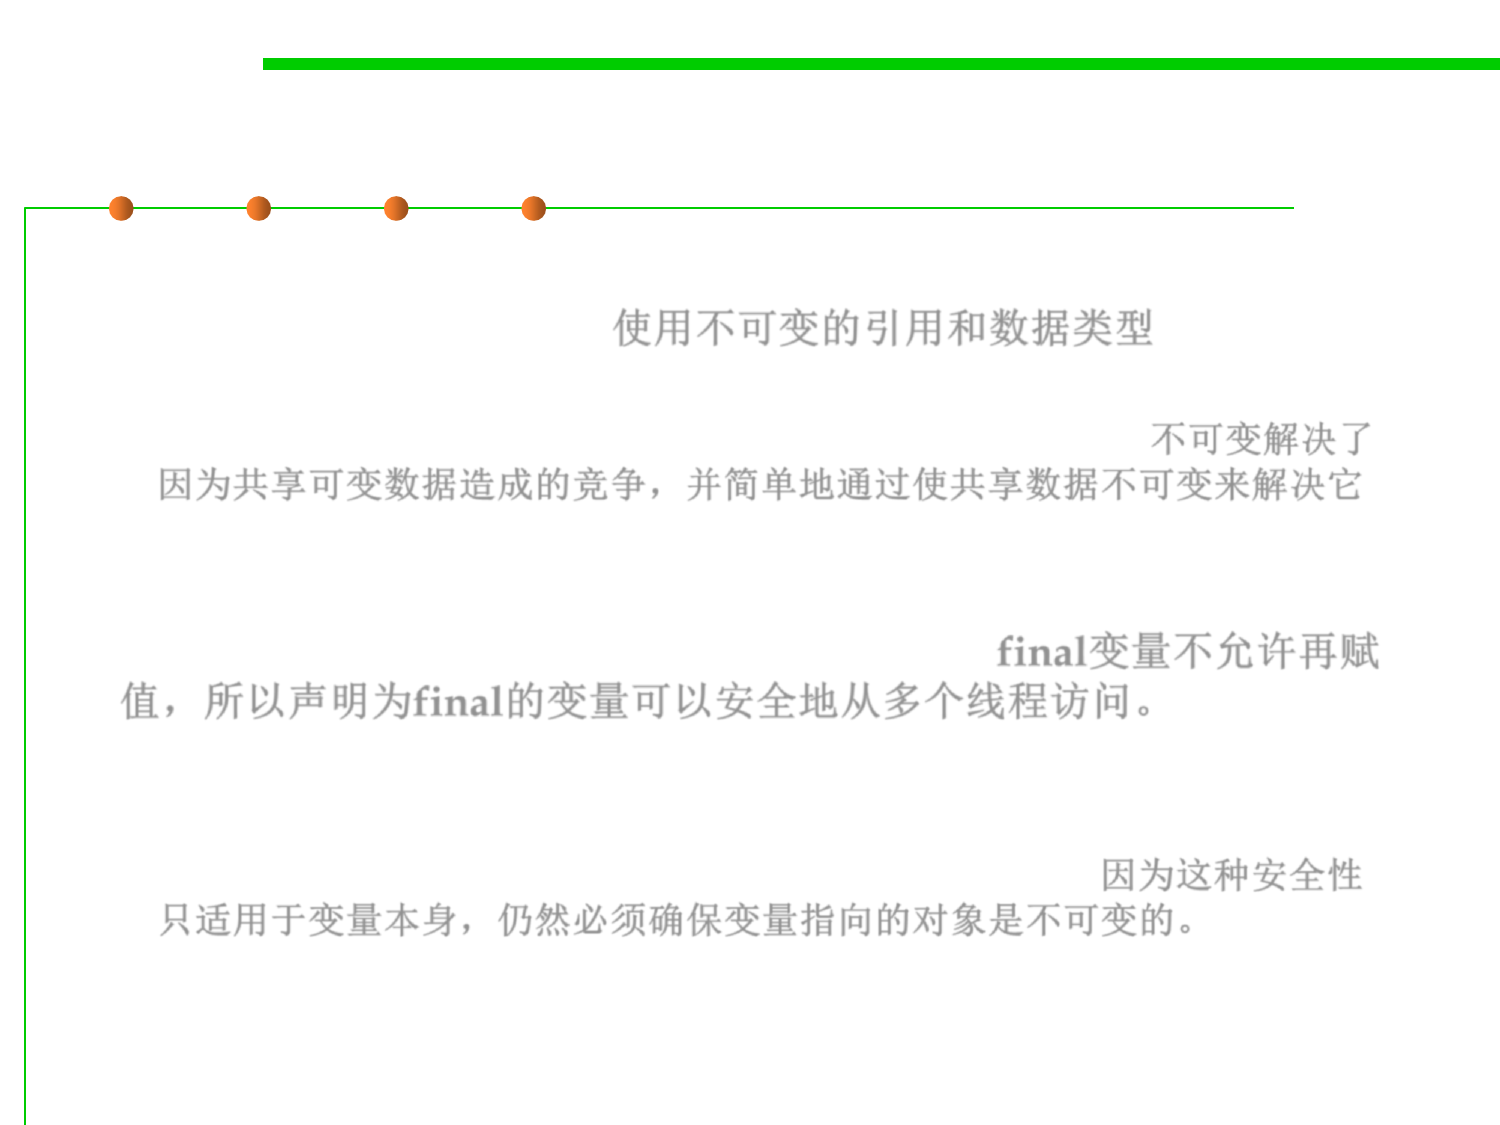 使用不可变的引用和数据类型
不可变解决了
因为共享可变数据造成的竞争，并简单地通过使共享数据不可变来解决它
final变量不允许再赋
值，所以声明为final的变量可以安全地从多个线程访问。
因为这种安全性
只适用于变量本身，仍然必须确保变量指向的对象是不可变的。